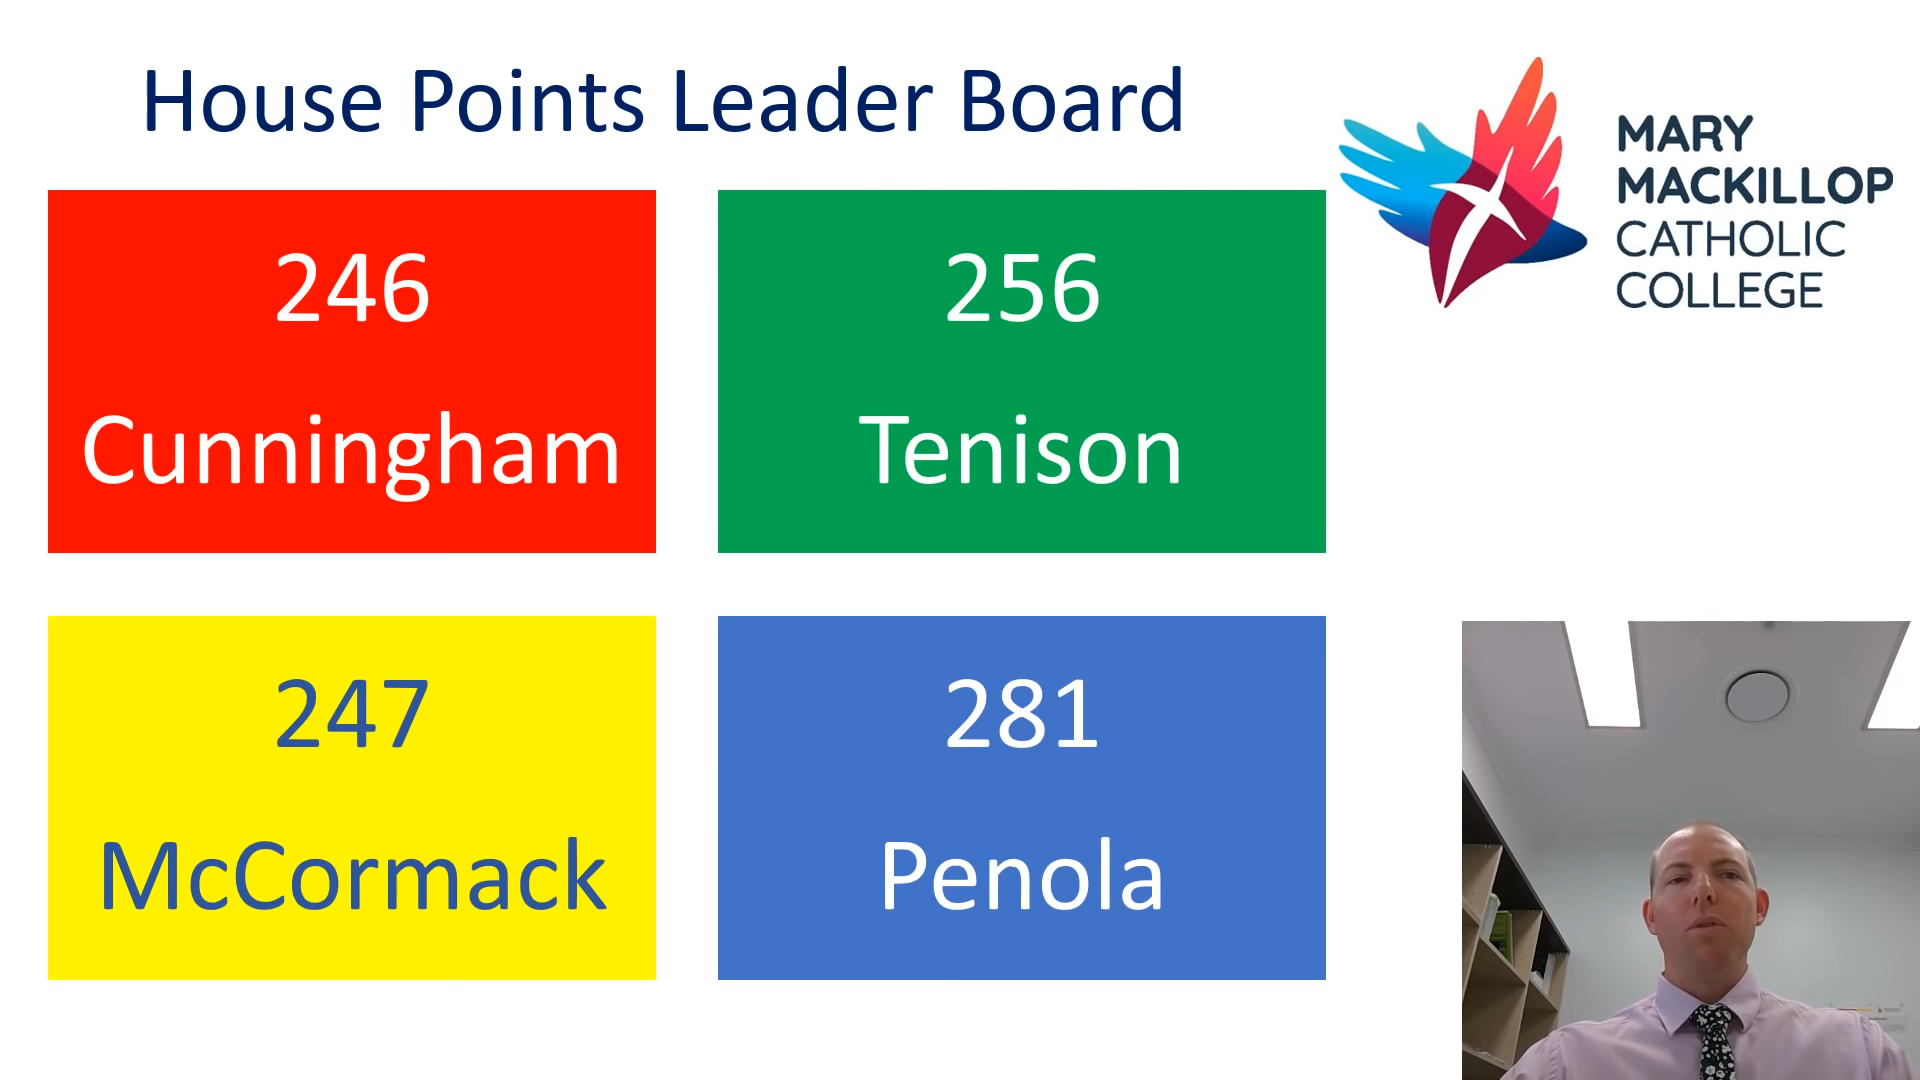 House Points Leader Board
MARY
MACKILLOP
CATHOLIC
COLLEGE
246
Cunningham
256
Tenison
247
McCormack
281
Penola